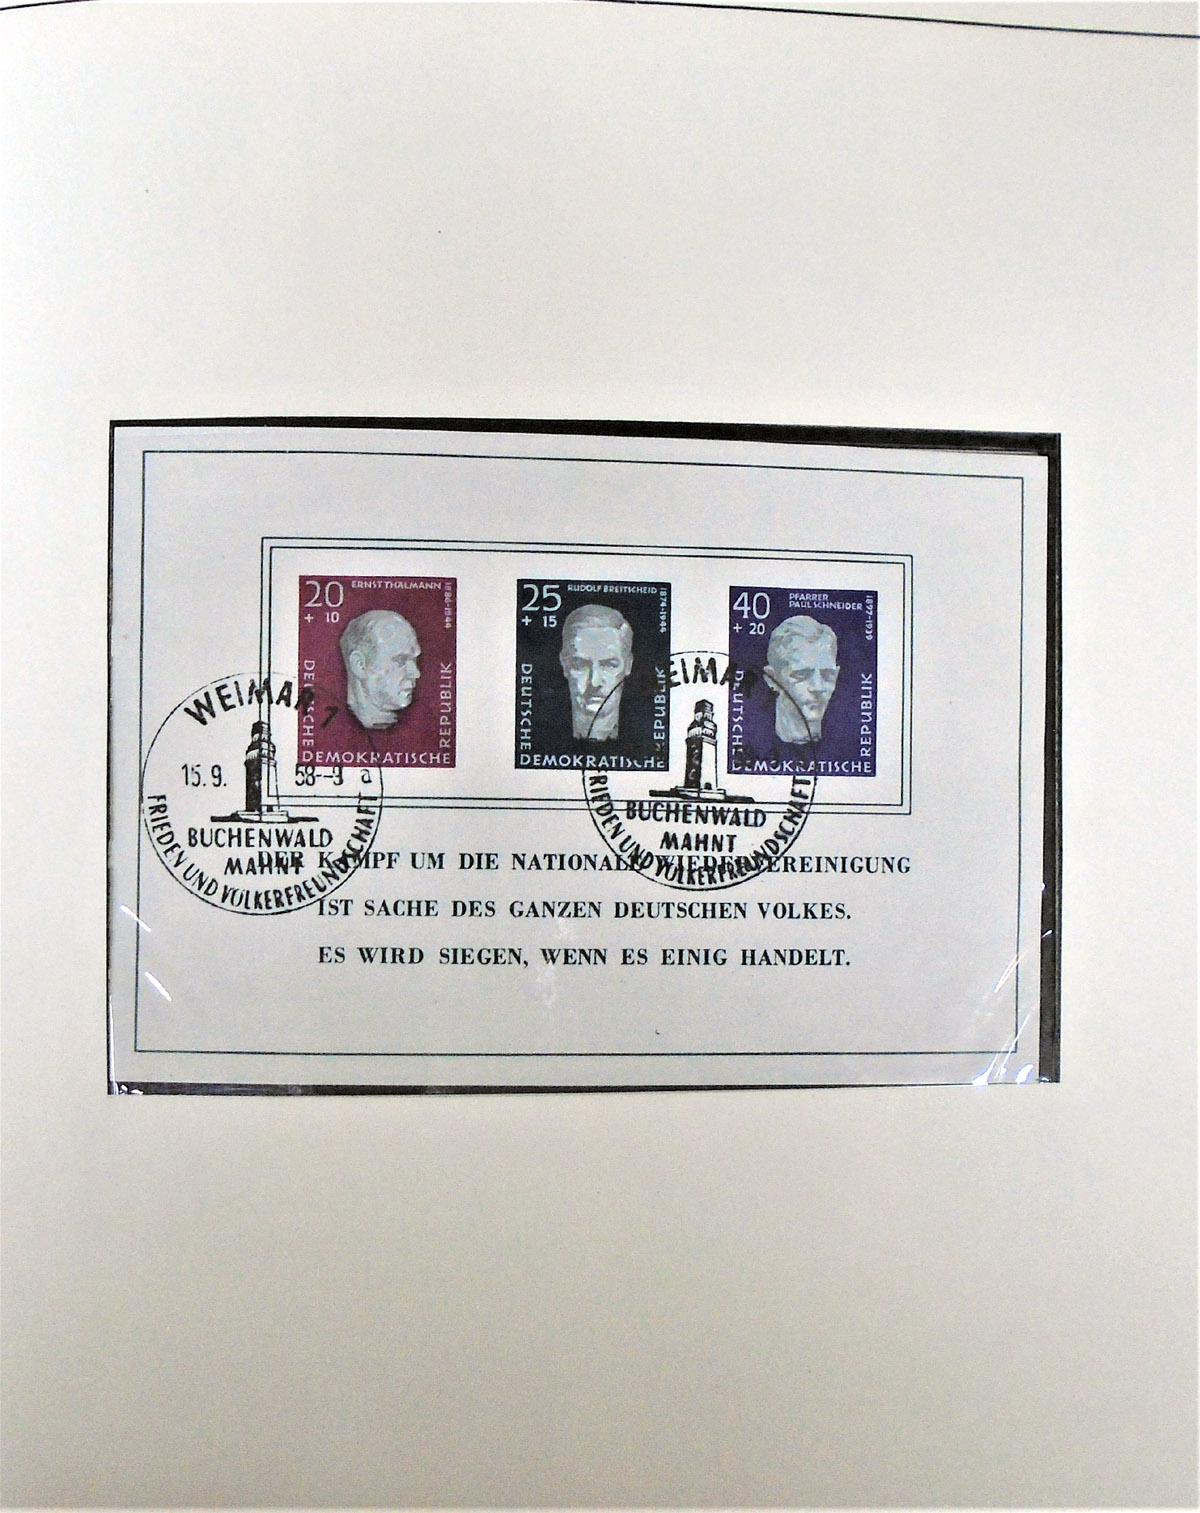 20 ERNST THÄLMANN
+ 10
1884-1944
DEUTSCHE
DEMOKRATISCHE
REPUBLIK
25 RUDOLF BREITSCHEID
+ 15
1874-1944
DEUTSCHE
DEMOKRATISCHE
REPUBLIK
40 PFARRER
PAUL SCHNEIDER
+ 20
1897-1939
DEUTSCHE
DEMOKRATISCHE
REPUBLIK
WEIMAR 1
15.9. 58--9 a
BUCHENWALD
MAHNT
FRIEDEN UND VÖLKERFREUNDSCHAFT
WEIMAR
BUCHENWALD
MAHNT
FRIEDEN UND VÖLKERFREUNDSCHAFT
DER KAMPF UM DIE NATIONALE WIEDERVEREINIGUNG
IST SACHE DES GANZEN DEUTSCHEN VOLKES.
ES WIRD SIEGEN, WENN ES EINIG HANDELT.